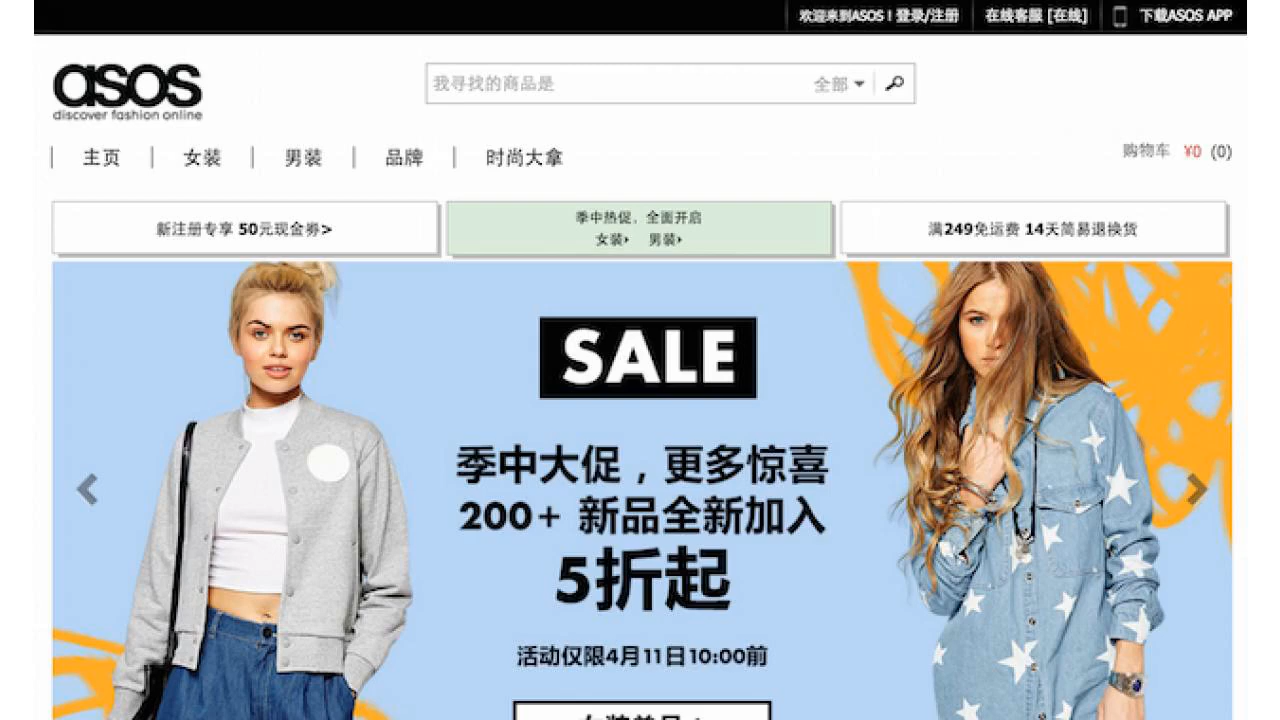 欢迎来到ASOS！登录/注册
在线客服 [在线]
下载ASOS APP
asos
discover fashion online
我寻找的商品是
全部
主页
女装
男装
品牌
时尚大拿
购物车 ¥0 (0)
新注册专享 50元现金券>
季中热促，全面开启
女装 男装
满249免运费 14天简易退换货
SALE
季中大促，更多惊喜
200+ 新品全新加入
5折起
活动仅限4月11日10:00前